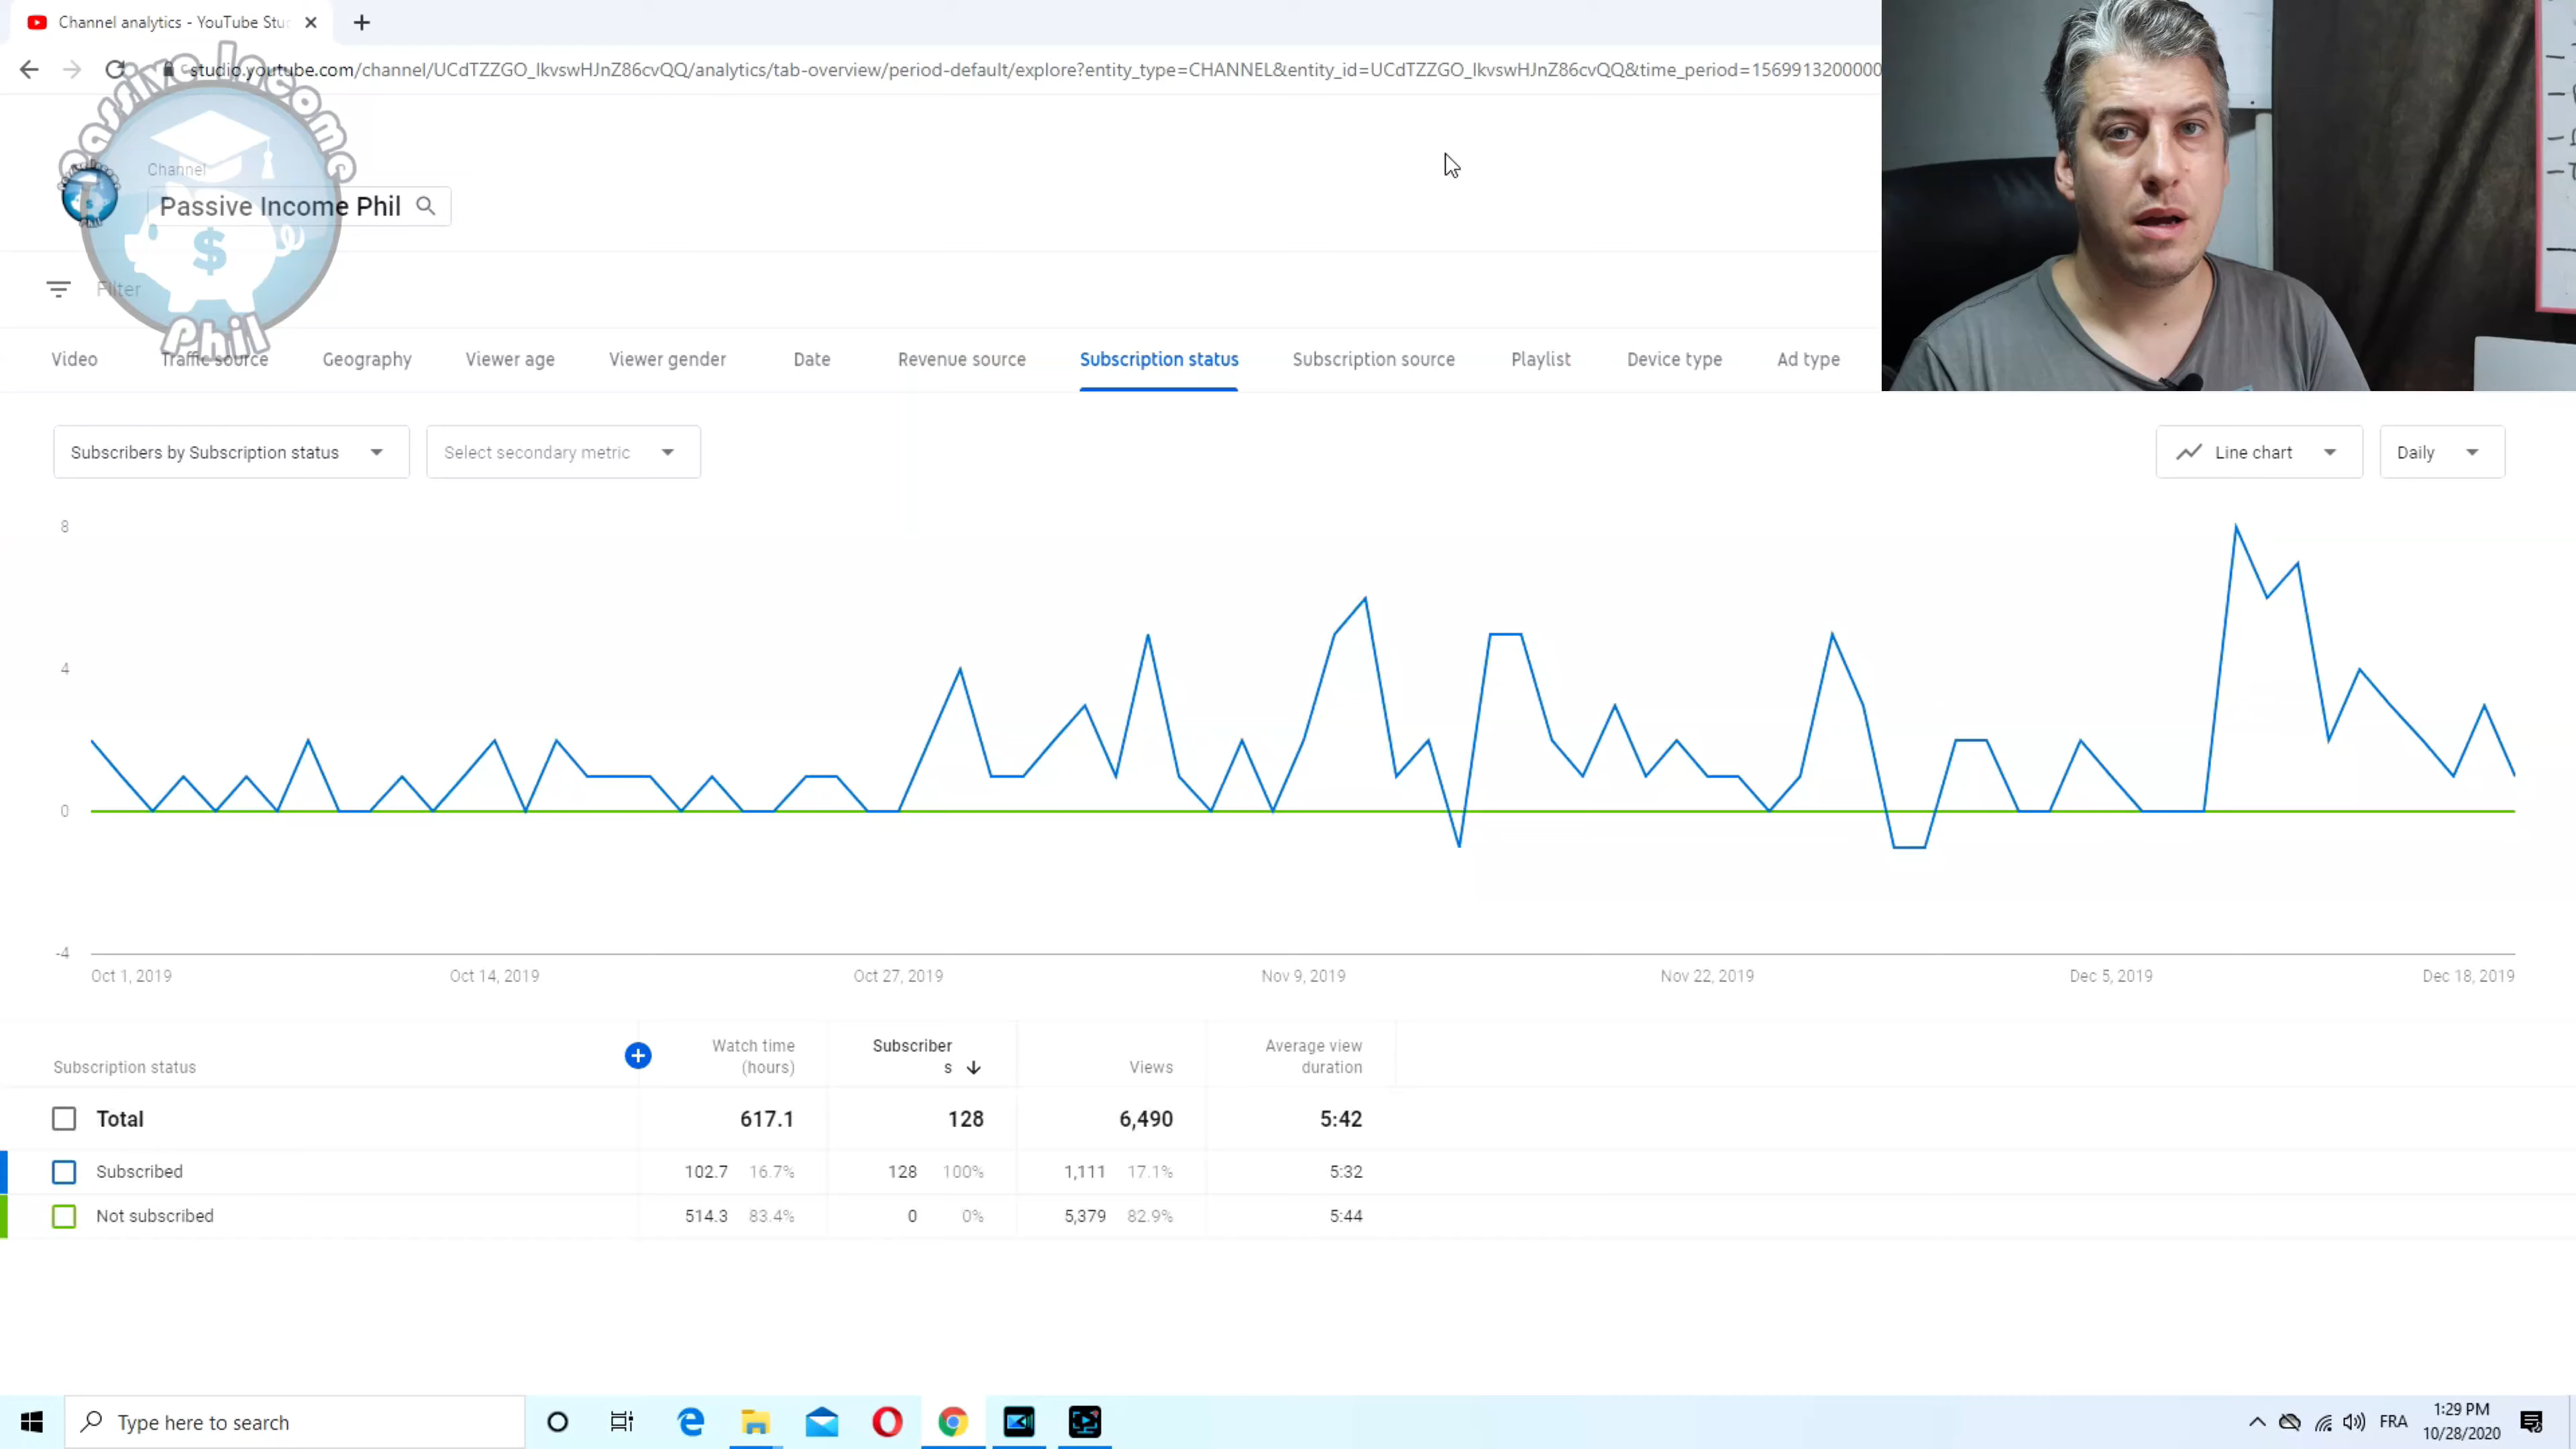 Channel analytics - YouTube Stu
studio.youtube.com/channel/UCdTZZGO_IkvswHJnZ86cvQQ/analytics/tab-overview/period-default/explore?entity_type=CHANNEL&entity_id=UCdTZZGO_IkvswHJnZ86cvQQ&time_period=1569913200000
Passive Income
Phil
Channel
Passive Income Phil
$
Filter
Video Traffic source Geography Viewer age Viewer gender Date Revenue source Subscription status Subscription source Playlist Device type Ad type
Subscribers by Subscription status Select secondary metric Line chart Daily
8
4
0
-4
Oct 1, 2019 Oct 14, 2019 Oct 27, 2019 Nov 9, 2019 Nov 22, 2019 Dec 5, 2019 Dec 18, 2019
Watch time Subscriber Average view
Subscription status (hours) s Views duration
Total 617.1 128 6,490 5:42
Subscribed 102.7 16.7% 128 100% 1,111 17.1% 5:32
Not subscribed 514.3 83.4% 0 0% 5,379 82.9% 5:44
Type here to search
FRA
1:29 PM
10/28/2020